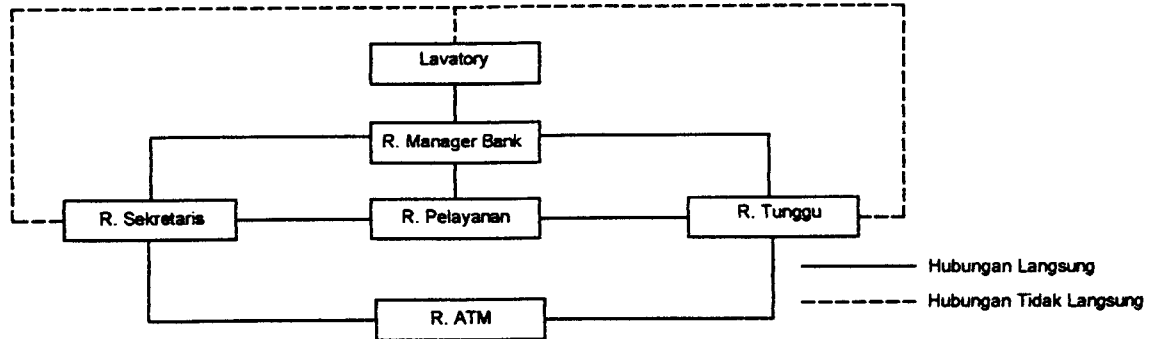 Lavatory
R. Manager Bank
R. Sekretaris
R. Pelayanan
R. Tunggu
Hubungan Langsung
Hubungan Tidak Langsung
R. ATM